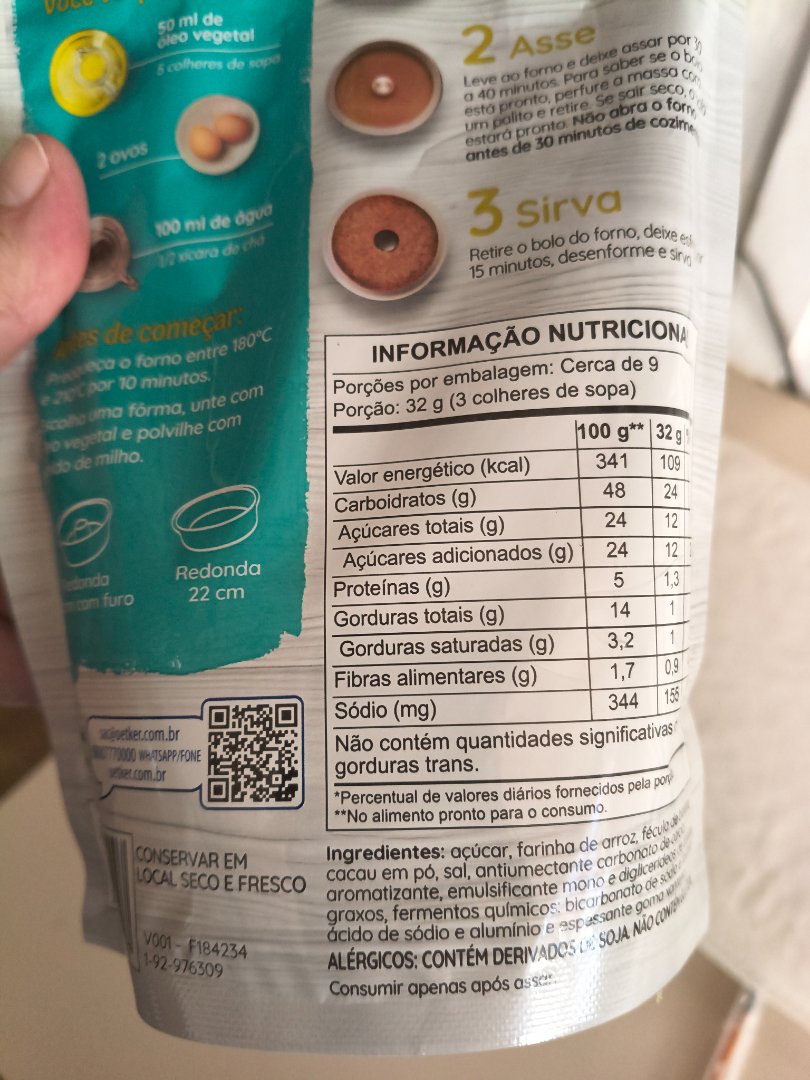 50 ml de
óleo vegetal
5 colheres de sopa
2 ovos
100 ml de água
1/2 xícara de chá
de começar:
o forno entre 180°C
por 10 minutos.
uma fôrma, unte com
vegetal e polvilhe com
de milho.
com furo
Redonda
22 cm
2 Asse
Leve ao forno e deixe assar por
a 40 minutos. Para saber se o
está pronto, perfure a massa
um palito e retire. Se sair seco,
estará pronto. Não abra o
antes de 30 minutos de
3 Sirva
Retire o bolo do forno, deixe
15 minutos, desenforme e
INFORMAÇÃO
Porções por embalagem: Cerca de 9
Porção: 32 g (3 colheres de sopa)
100 g** 32 g
Valor energético (kcal) 341 109
Carboidratos (g) 48 24
Açúcares totais (g) 24 12
Açúcares adicionados (g) 24 12
Proteínas (g) 5 1,3
Gorduras totais (g) 14 1
Gorduras saturadas (g) 3,2 1
Fibras alimentares (g) 1,7 0,9
Sódio (mg) 344 155
Não contém quantidades significativas
gorduras trans.
*Percentual de valores diários fornecidos pela
**No alimento pronto para o consumo.
Ingredientes: açúcar, farinha de arroz, fécula
cacau em pó, sal, antiumectante carbonato
aromatizante, emulsificante mono e diglicerídeos
graxos, fermentos químicos: bicarbonato de
ácido de sódio e alumínio e espessante goma
ALÉRGICOS: CONTÉM DERIVADOS SOJA. NÃO
Consumir apenas após
WHATSAPP/FONE
CONSERVAR EM
LOCAL SECO E FRESCO
V001 - F184234
1-92-976309